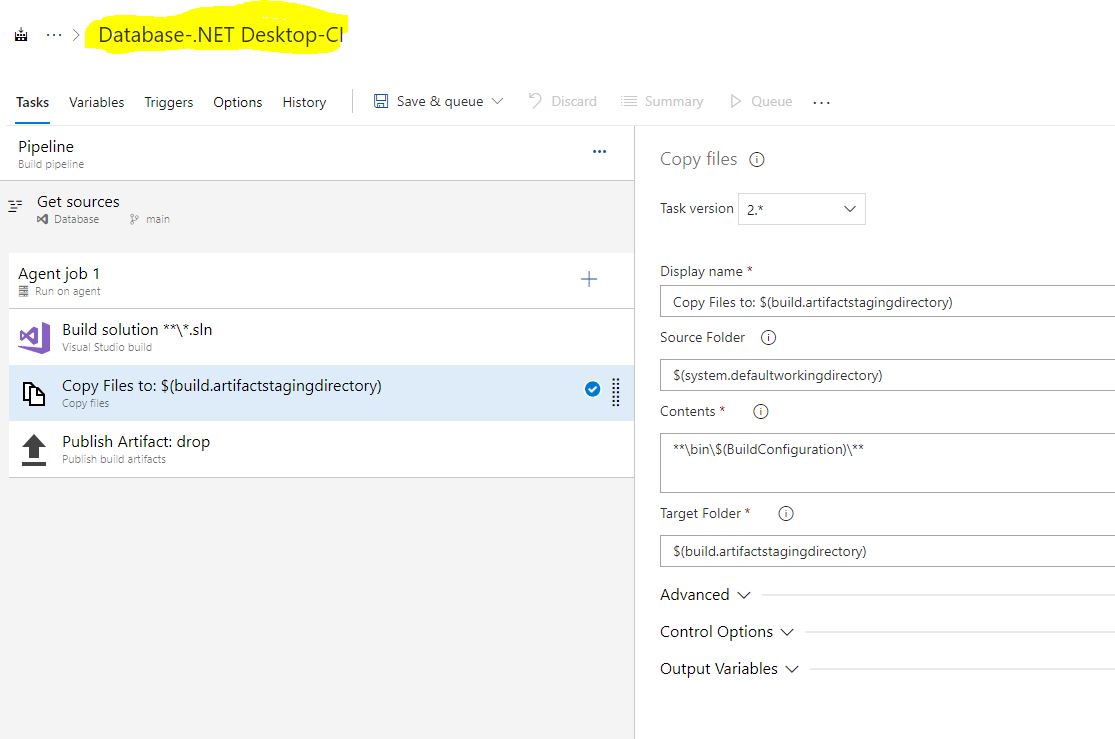 ... > Database-.NET Desktop-CI
Tasks Variables Triggers Options History Save & queue Discard Summary Queue ...
Pipeline
Build pipeline
...
Get sources
Database main
Agent job 1
Run on agent
+
Build solution **\*.sln
Visual Studio build
Copy Files to: $(build.artifactstagingdirectory)
Copy files
Publish Artifact: drop
Publish build artifacts
Copy files
Task version 2.*
Display name *
Copy Files to: $(build.artifactstagingdirectory)
Source Folder
$(system.defaultworkingdirectory)
Contents *
**\bin\$(BuildConfiguration)\**
Target Folder *
$(build.artifactstagingdirectory)
Advanced
Control Options
Output Variables